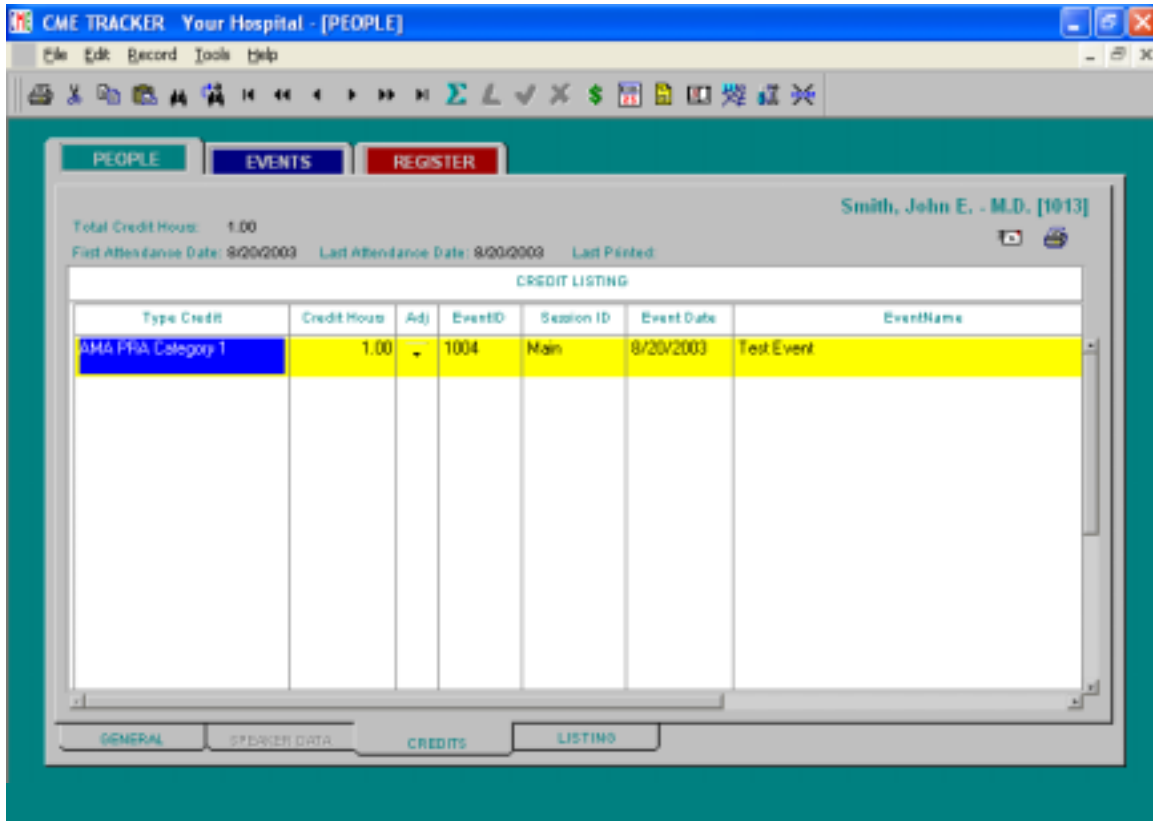 CME CME TRACKER Your Hospital - [PEOPLE]
File Edit Record Tools Help
PEOPLE EVENTS REGISTER
Smith, John E. - M.D. [1013]
Total Credit Hours: 1.00
First Attendance Date: 8/20/2003 Last Attendance Date: 8/20/2003 Last Printed:
CREDIT LISTING
Type Credit Credit Hours Adj EventID Session ID Event Date EventName
AMA PRA Category 1 1.00 1004 Main 8/20/2003 Test Event
GENERAL SPEAKER DATA CREDITS LISTING